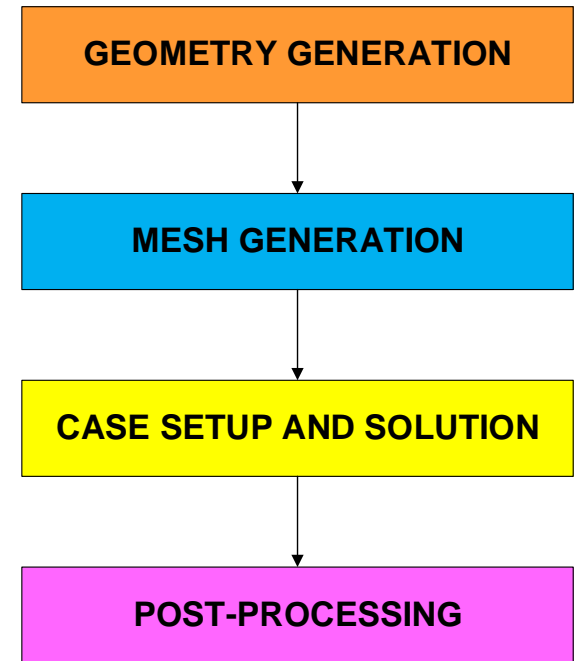 GEOMETRY GENERATION
MESH GENERATION
CASE SETUP AND SOLUTION
POST-PROCESSING